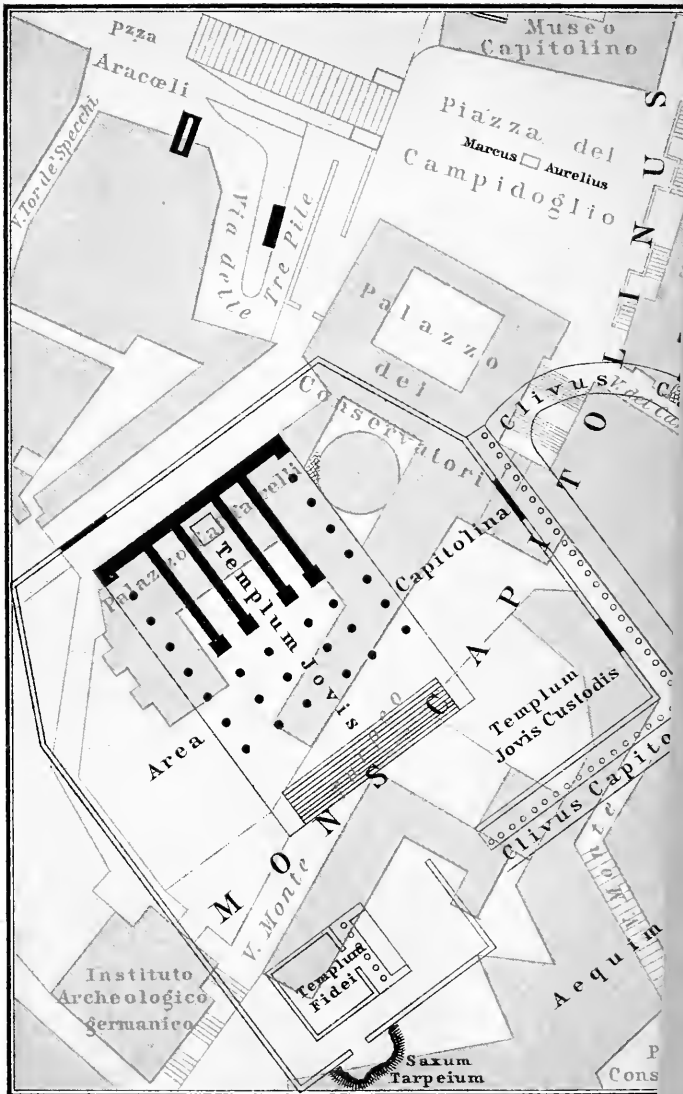 Museo
Capitolino
Pzza
Aracœli
V. Tor de' Specchi
Piazza del
Campidoglio
Marcus Aurelius
Via delle
Tre Pile
Palazzo
dei
Conservatori
Clivus
V. del
Palazzo Caffarelli
Templum Jovis
Capitolina
Area
MONS CAPITOLINUS
Templum
Jovis Custodis
Clivus Capito
V. Monte
Monte
Templum
Fidei
Instituto
Archeologico
germanico
Aequim
Saxum
Tarpeium
P
Cons